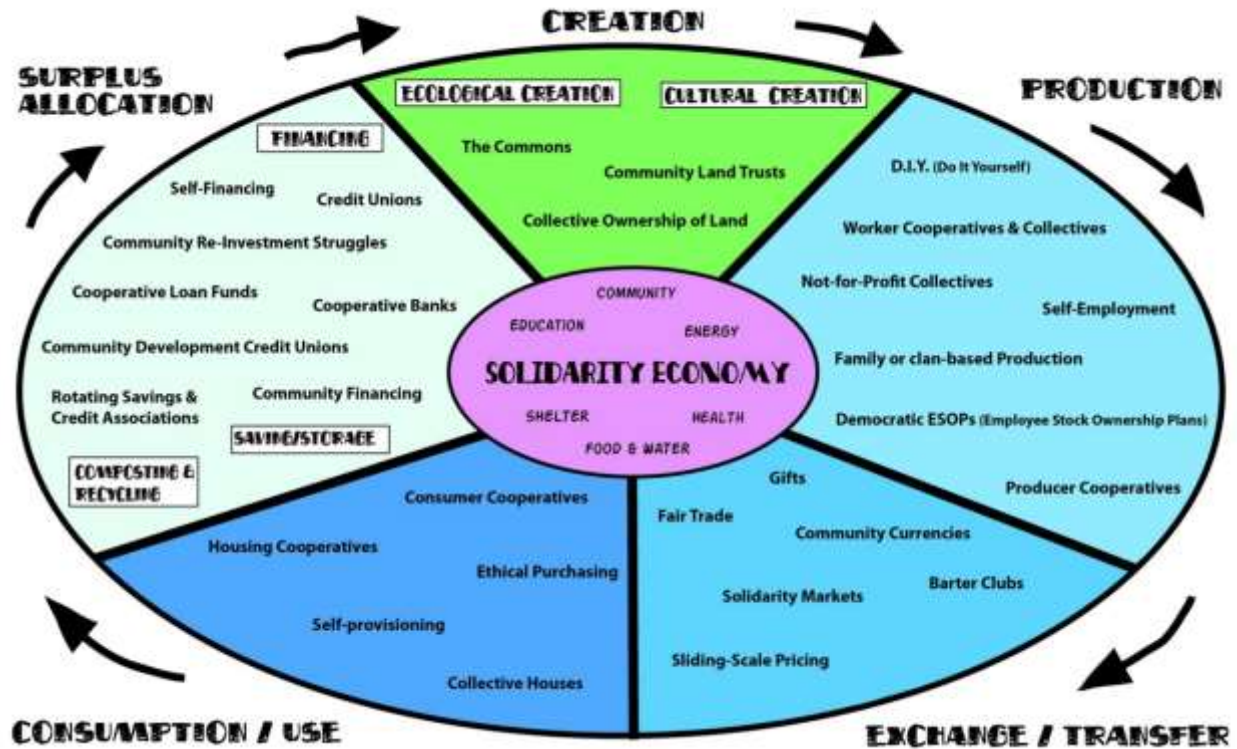 CREATION
SURPLUS
ALLOCATION
PRODUCTION
ECOLOGICAL CREATION
CULTURAL CREATION
The Commons
Community Land Trusts
Collective Ownership of Land
FINANCING
Self-Financing
Credit Unions
Community Re-Investment Struggles
Cooperative Loan Funds
Cooperative Banks
Community Development Credit Unions
Rotating Savings &
Credit Associations
Community Financing
SAVING/STORAGE
COMPOSTING &
RECYCLING
D.I.Y. (Do It Yourself)
Worker Cooperatives & Collectives
Not-for-Profit Collectives
Self-Employment
Family or clan-based Production
Democratic ESOPs (Employee Stock Ownership Plans)
Producer Cooperatives
COMMUNITY
EDUCATION
ENERGY
SOLIDARITY ECONOMY
SHELTER
HEALTH
FOOD & WATER
Consumer Cooperatives
Housing Cooperatives
Ethical Purchasing
Self-provisioning
Collective Houses
Gifts
Fair Trade
Community Currencies
Barter Clubs
Solidarity Markets
Sliding-Scale Pricing
CONSUMPTION / USE
EXCHANGE / TRANSFER